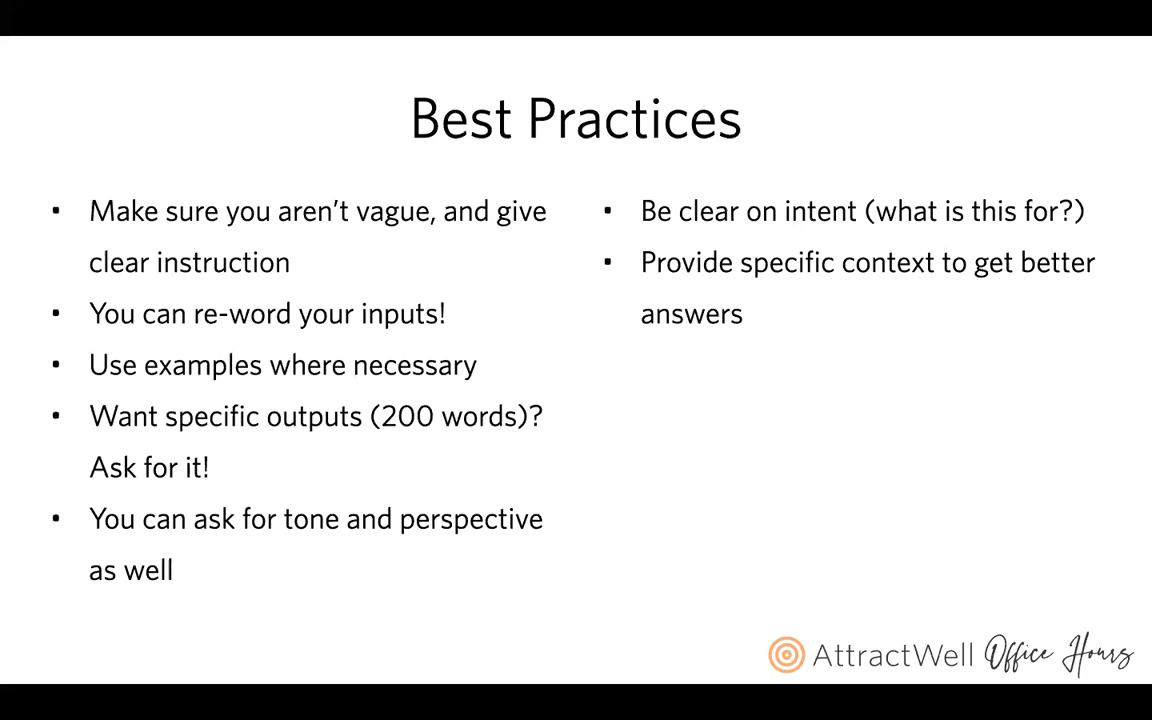 Best Practices
• Make sure you aren't vague, and give
clear instruction
• You can re-word your inputs!
• Use examples where necessary
• Want specific outputs (200 words)?
Ask for it!
• You can ask for tone and perspective
as well
• Be clear on intent (what is this for?)
• Provide specific context to get better
answers
AttractWell Office Hours